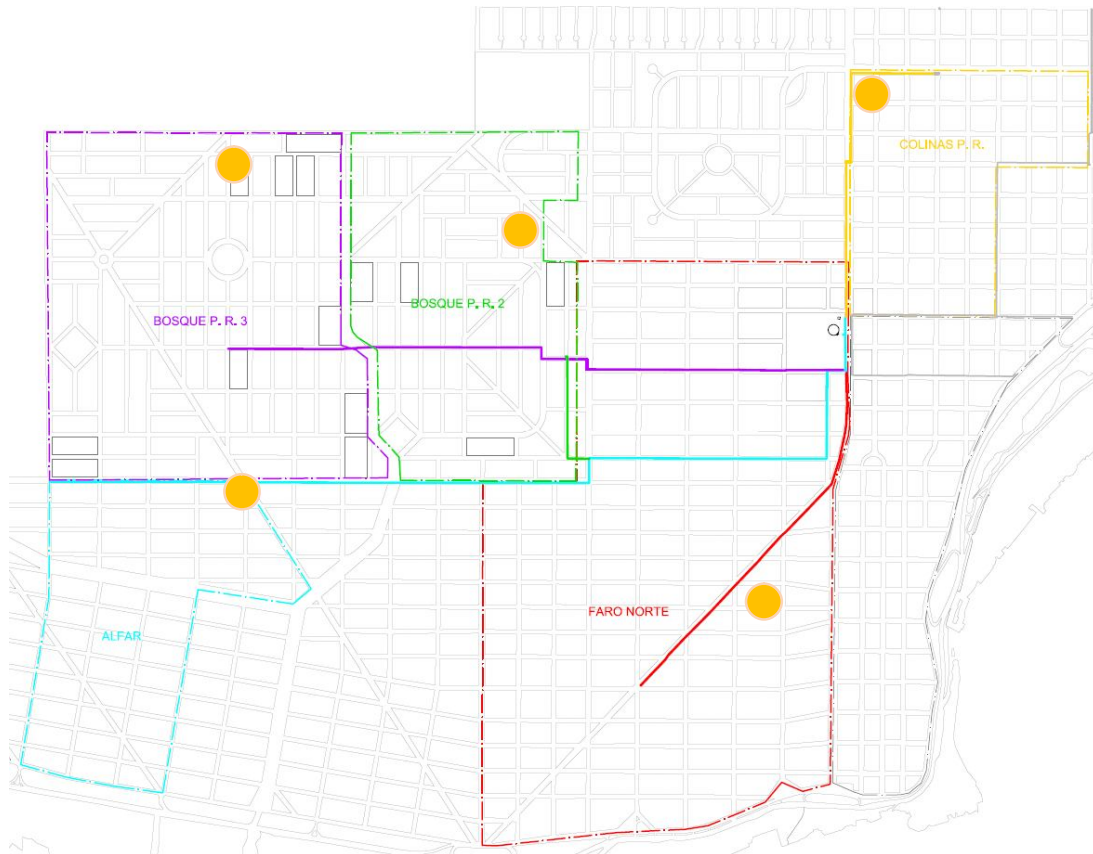 COLINAS P. R.
BOSQUE P. R. 2
BOSQUE P. R. 3
FARO NORTE
ALFAR